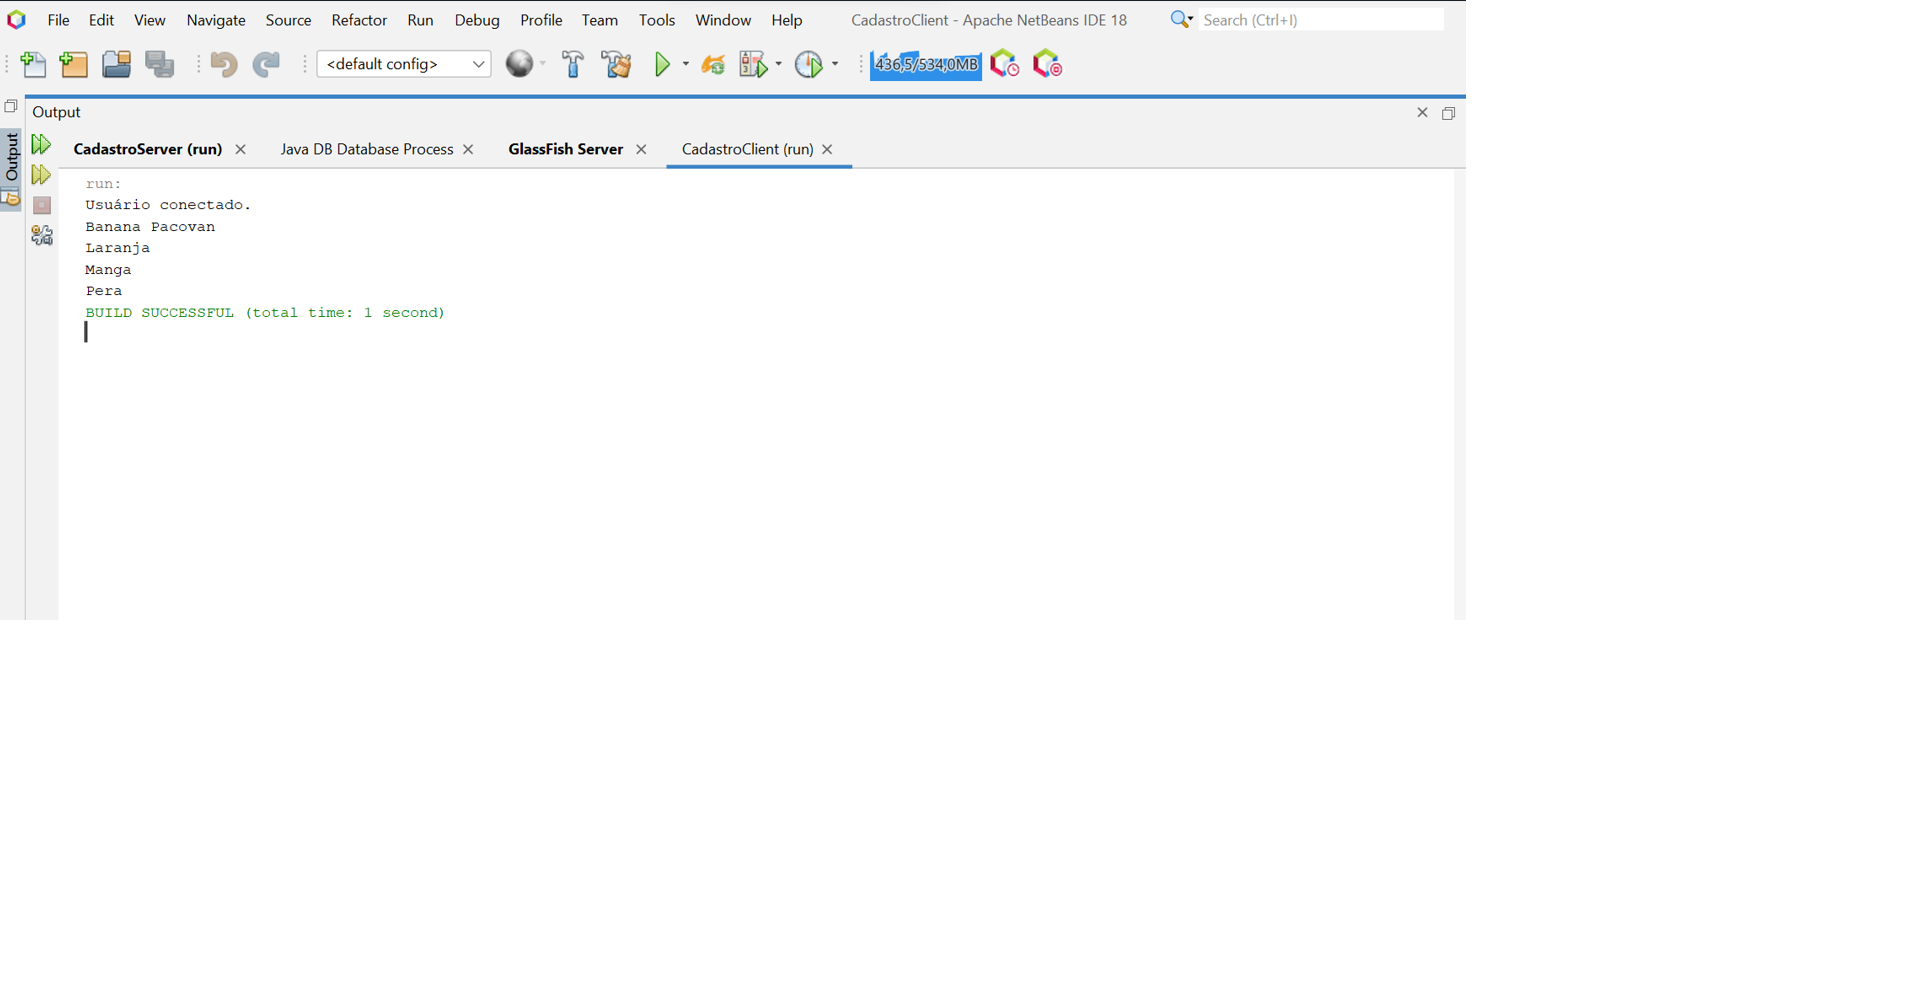 File Edit View Navigate Source Refactor Run Debug Profile Team Tools Window Help CadastroClient - Apache NetBeans IDE 18 Search (Ctrl+I)
<default config> 436,5/534,0MB
Output
Output
CadastroServer (run) Java DB Database Process GlassFish Server CadastroClient (run)
run:
Usuário conectado.
Banana Pacovan
Laranja
Manga
Pera
BUILD SUCCESSFUL (total time: 1 second)